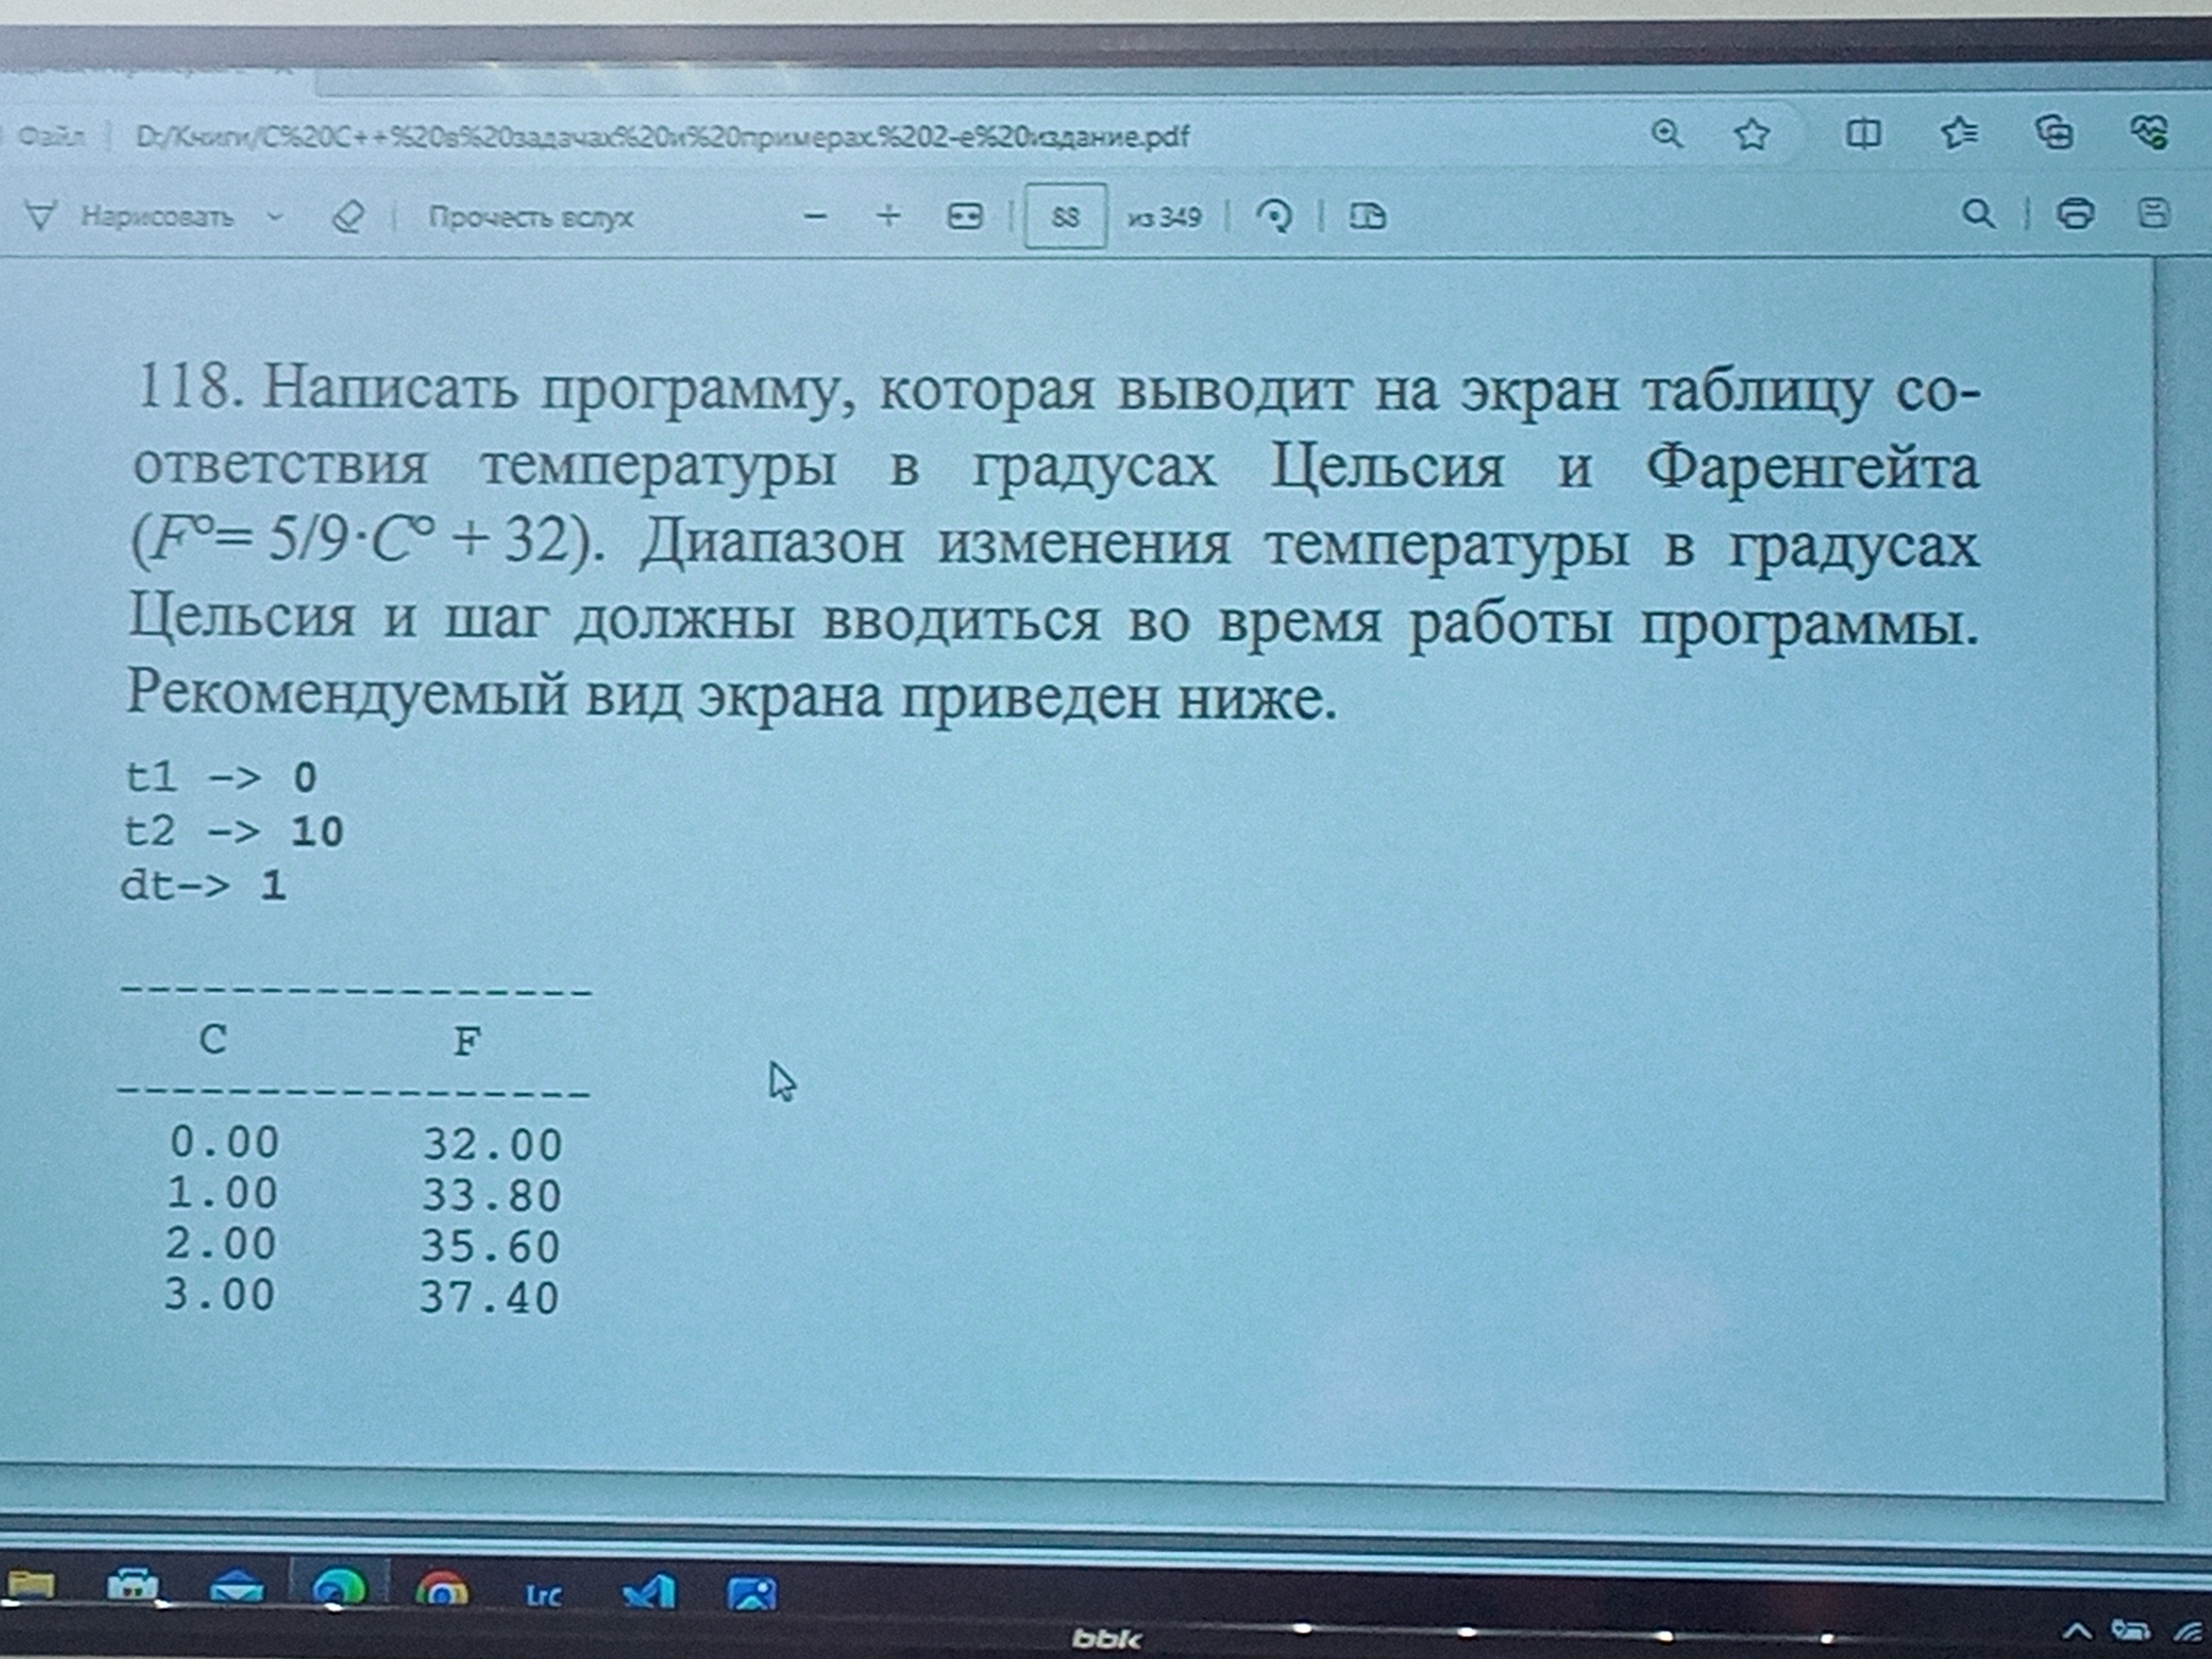 Файл D:/Книги/C%20C++%20в%20задачах%20и%20примерах.%202-е%20издание.pdf
Нарисовать Прочесть вслух − + 88 из 349
118. Написать программу, которая выводит на экран таблицу со-
ответствия температуры в градусах Цельсия и Фаренгейта
(F°= 5/9·C° + 32). Диапазон изменения температуры в градусах
Цельсия и шаг должны вводиться во время работы программы.
Рекомендуемый вид экрана приведен ниже.
t1 -> 0
t2 -> 10
dt-> 1
-----------------
C F
-----------------
0.00 32.00
1.00 33.80
2.00 35.60
3.00 37.40
Lrc
bbk